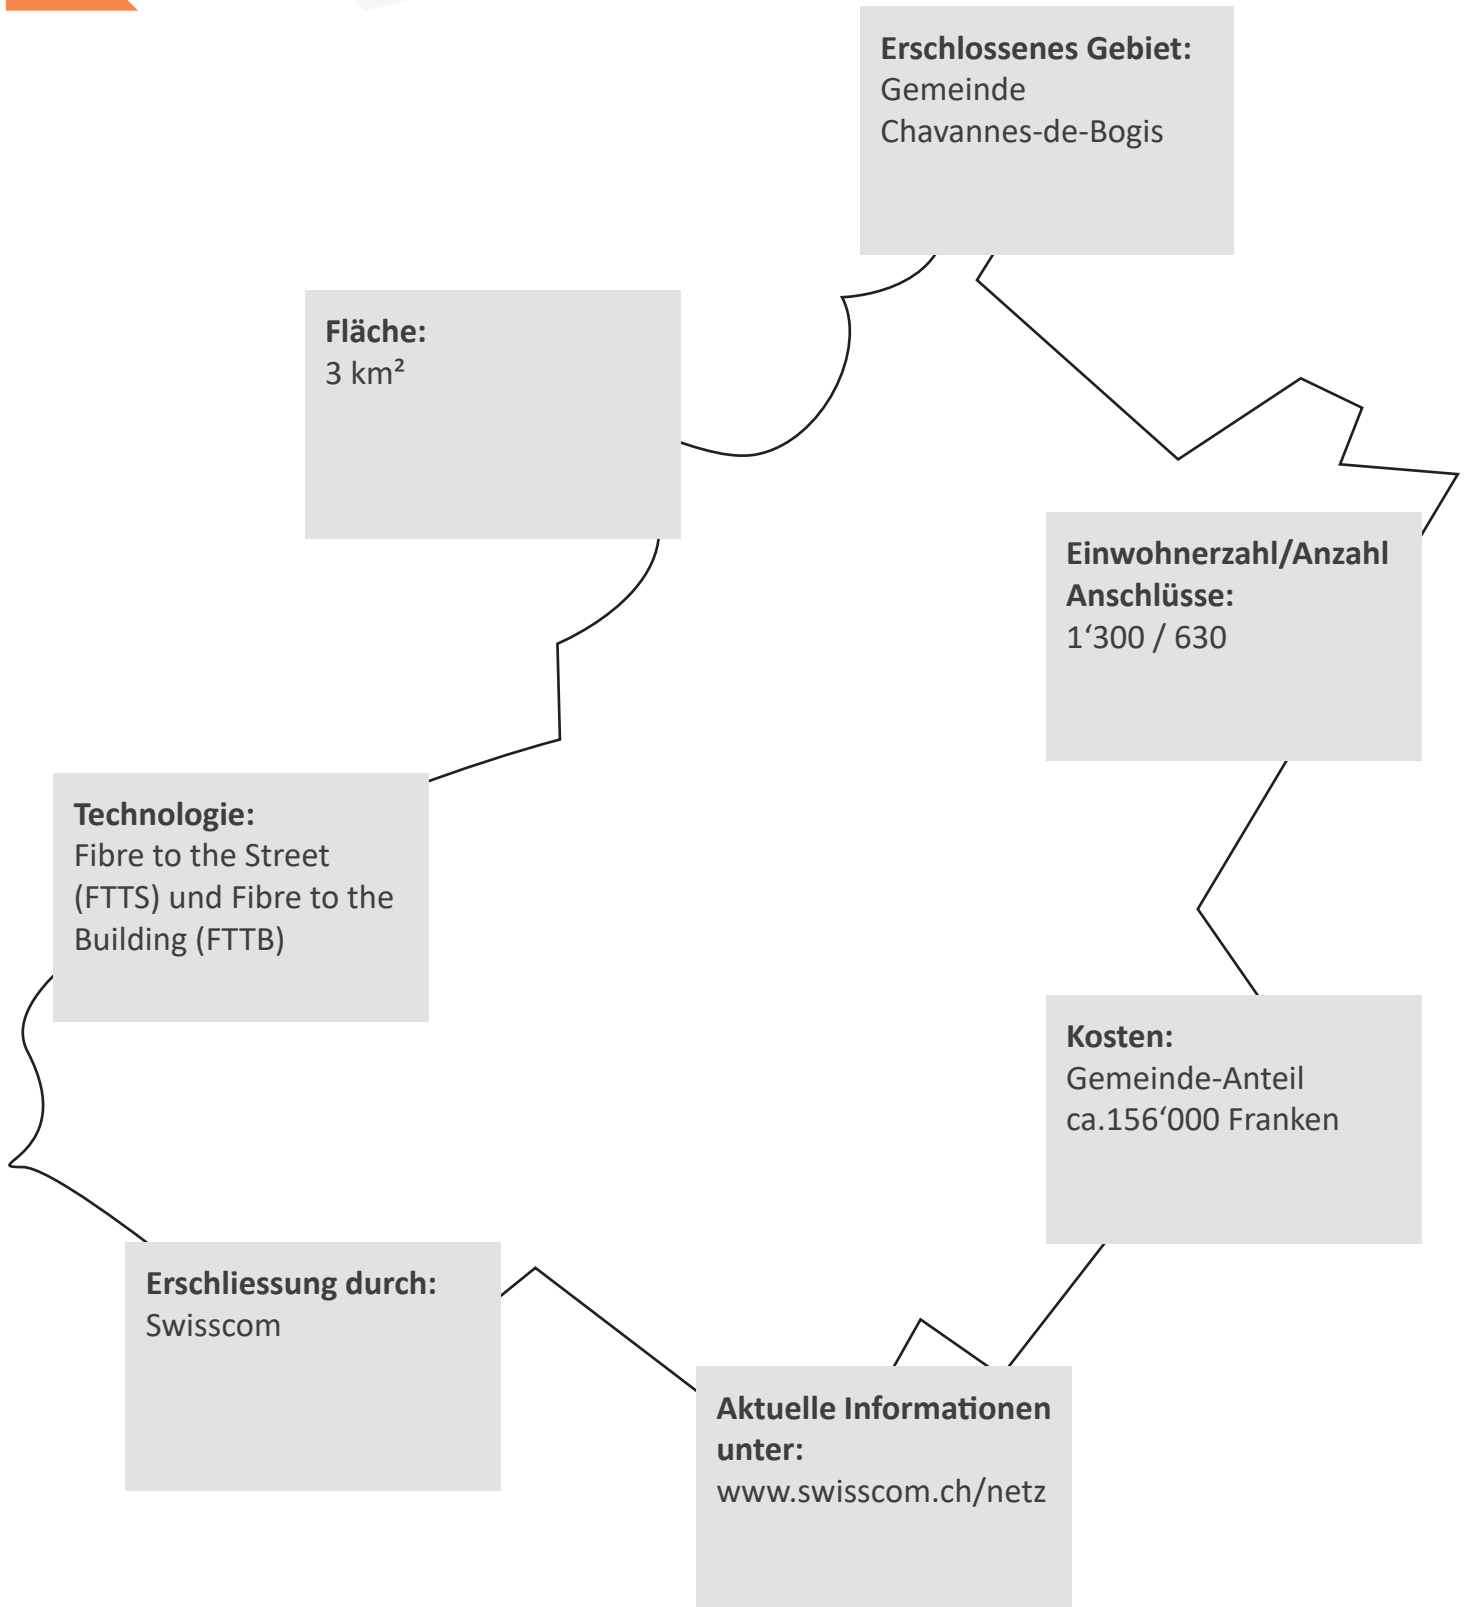 Erschlossenes Gebiet:
Gemeinde
Chavannes-de-Bogis
Fläche:
3 km²
Einwohnerzahl/Anzahl
Anschlüsse:
1‘300 / 630
Technologie:
Fibre to the Street
(FTTS) und Fibre to the
Building (FTTB)
Kosten:
Gemeinde-Anteil
ca.156‘000 Franken
Erschliessung durch:
Swisscom
Aktuelle Informationen
unter:
www.swisscom.ch/netz